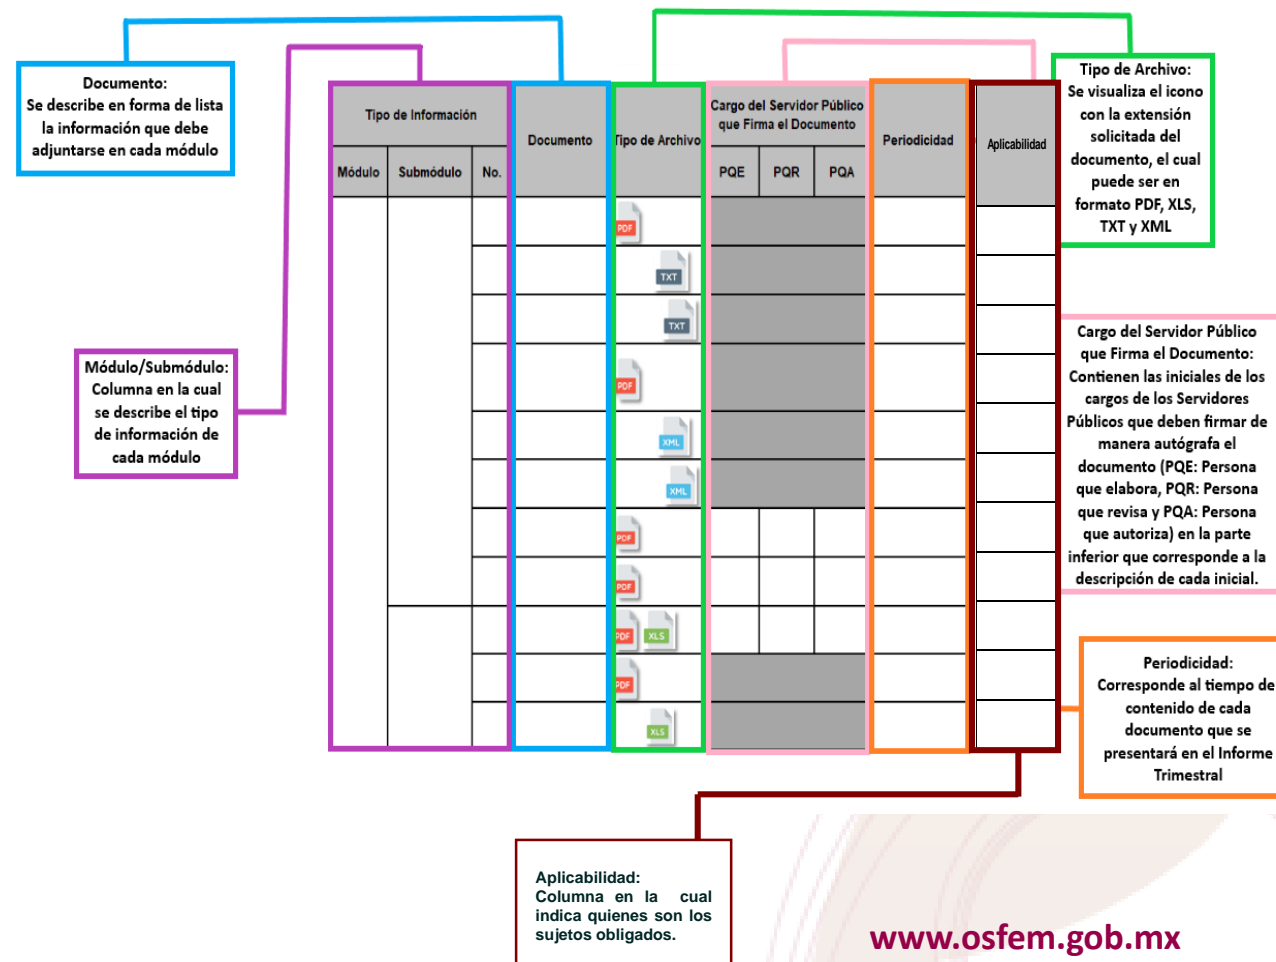 Documento:
Se describe en forma de lista
la información que debe
adjuntarse en cada módulo
Módulo/Submódulo:
Columna en la cual
se describe el tipo
de información de
cada módulo
Tipo de Información
Documento
Tipo de Archivo
Cargo del Servidor Público
que Firma el Documento
Periodicidad
Aplicabilidad
Módulo
Submódulo
No.
PQE
PQR
PQA
PDF
TXT
TXT
PDF
XML
XML
PDF
PDF
PDF
XLS
PDF
XLS
Tipo de Archivo:
Se visualiza el icono
con la extensión
solicitada del
documento, el cual
puede ser en
formato PDF, XLS,
TXT y XML
Cargo del Servidor Público
que Firma el Documento:
Contienen las iniciales de los
cargos de los Servidores
Públicos que deben firmar de
manera autógrafa el
documento (PQE: Persona
que elabora, PQR: Persona
que revisa y PQA: Persona
que autoriza) en la parte
inferior que corresponde a la
descripción de cada inicial.
Periodicidad:
Corresponde al tiempo de
contenido de cada
documento que se
presentará en el Informe
Trimestral
Aplicabilidad:
Columna en la cual
indica quienes son los
sujetos obligados.
www.osfem.gob.mx